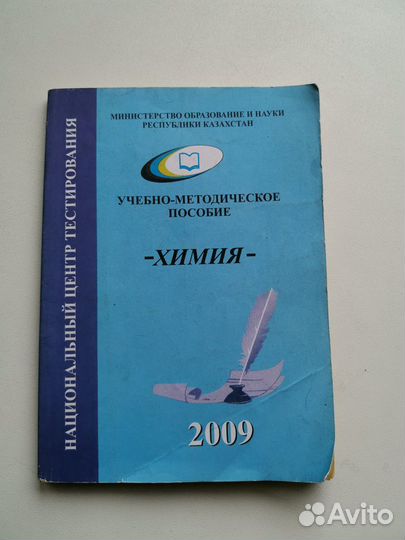 МИНИСТЕРСТВО ОБРАЗОВАНИЕ И НАУКИ
РЕСПУБЛИКИ КАЗАХСТАН
УЧЕБНО-МЕТОДИЧЕСКОЕ
ПОСОБИЕ
-ХИМИЯ-
2009
НАЦИОНАЛЬНЫЙ ЦЕНТР ТЕСТИРОВАНИЯ
Avito